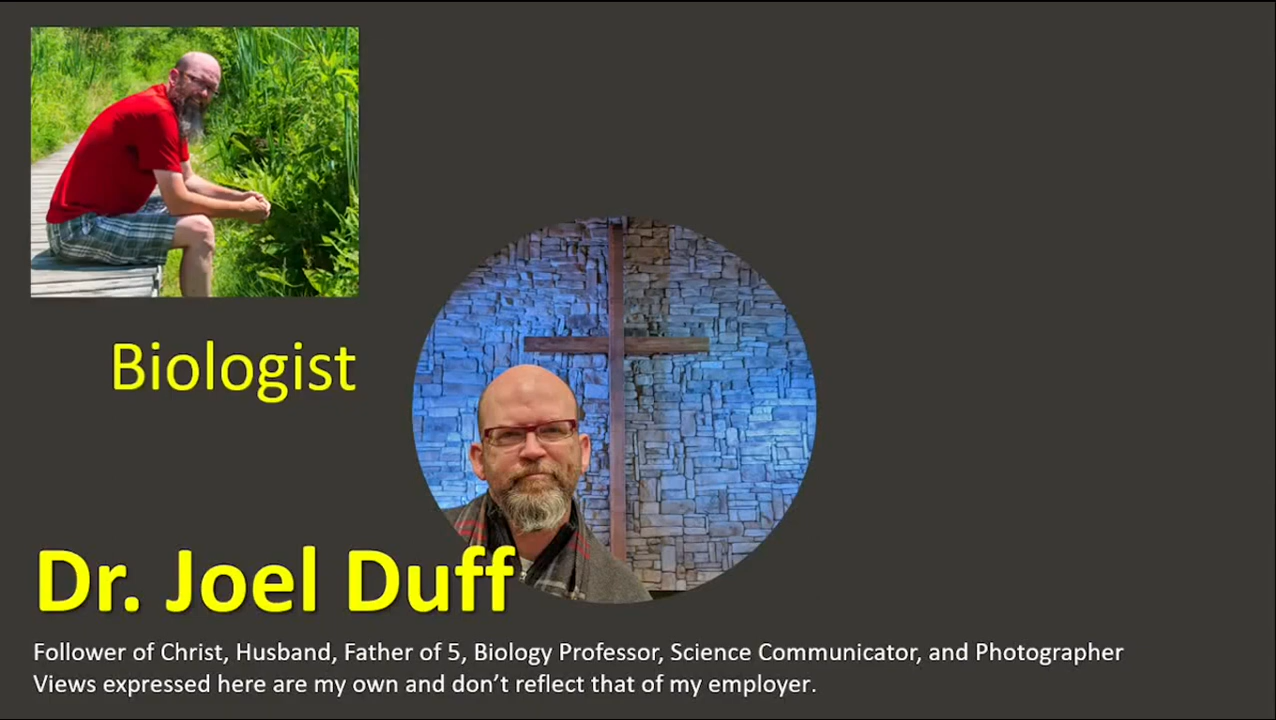 Biologist
Dr. Joel Duff
Follower of Christ, Husband, Father of 5, Biology Professor, Science Communicator, and Photographer
Views expressed here are my own and don’t reflect that of my employer.